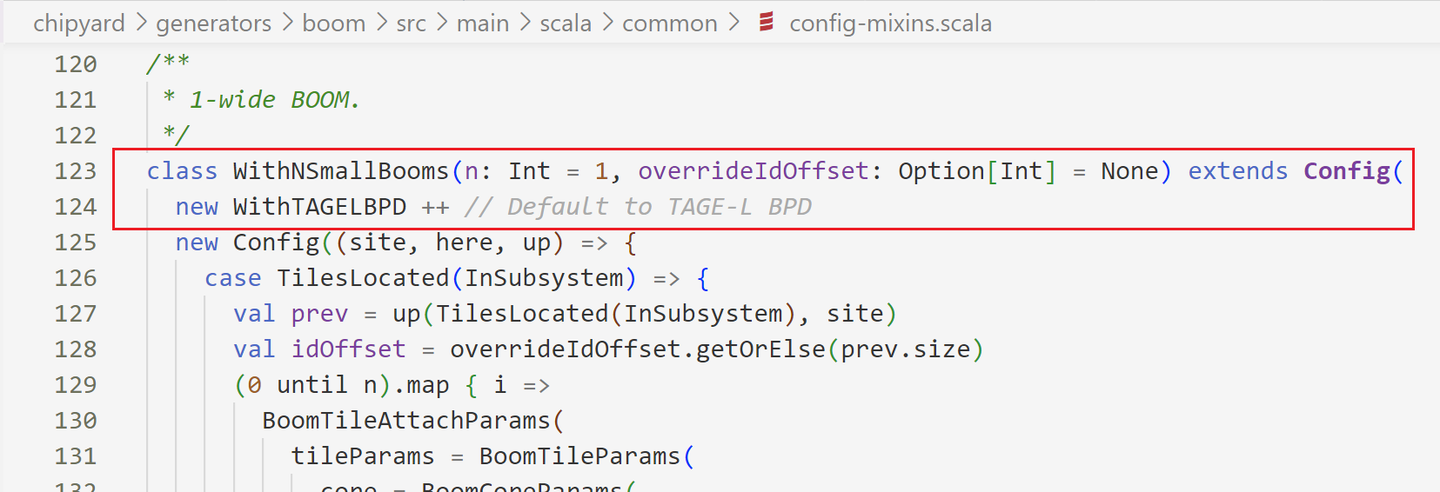 chipyard > generators > boom > src > main > scala > common > config-mixins.scala
120 /**
121 * 1-wide BOOM.
122 */
123 class WithNSmallBooms(n: Int = 1, overrideIdOffset: Option[Int] = None) extends Config(
124 new WithTAGELBPD ++ // Default to TAGE-L BPD
125 new Config((site, here, up) => {
126 case TilesLocated(InSubsystem) => {
127 val prev = up(TilesLocated(InSubsystem), site)
128 val idOffset = overrideIdOffset.getOrElse(prev.size)
129 (0 until n).map { i =>
130 BoomTileAttachParams(
131 tileParams = BoomTileParams(
132 core = BoomCoreParams(